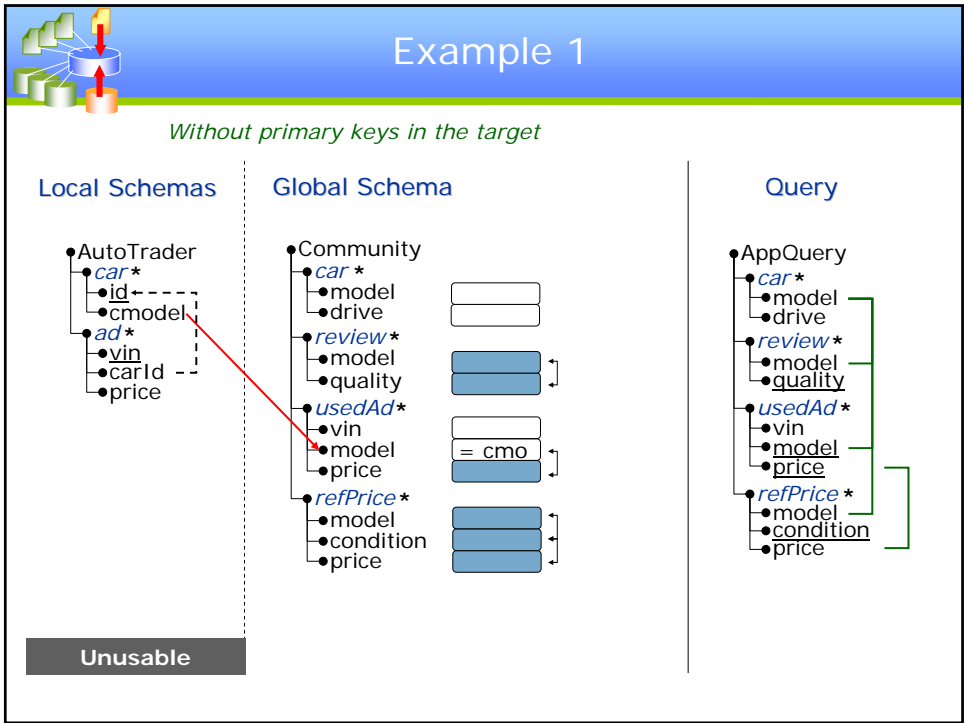 Example 1
Without primary keys in the target
Local Schemas
AutoTrader
car *
id
cmodel
ad *
vin
carId
price
Global Schema
Community
car *
model
drive
review *
model
quality
usedAd *
vin
model
= cmo
price
refPrice *
model
condition
price
Query
AppQuery
car *
model
drive
review *
model
quality
usedAd *
vin
model
price
refPrice *
model
condition
price
Unusable